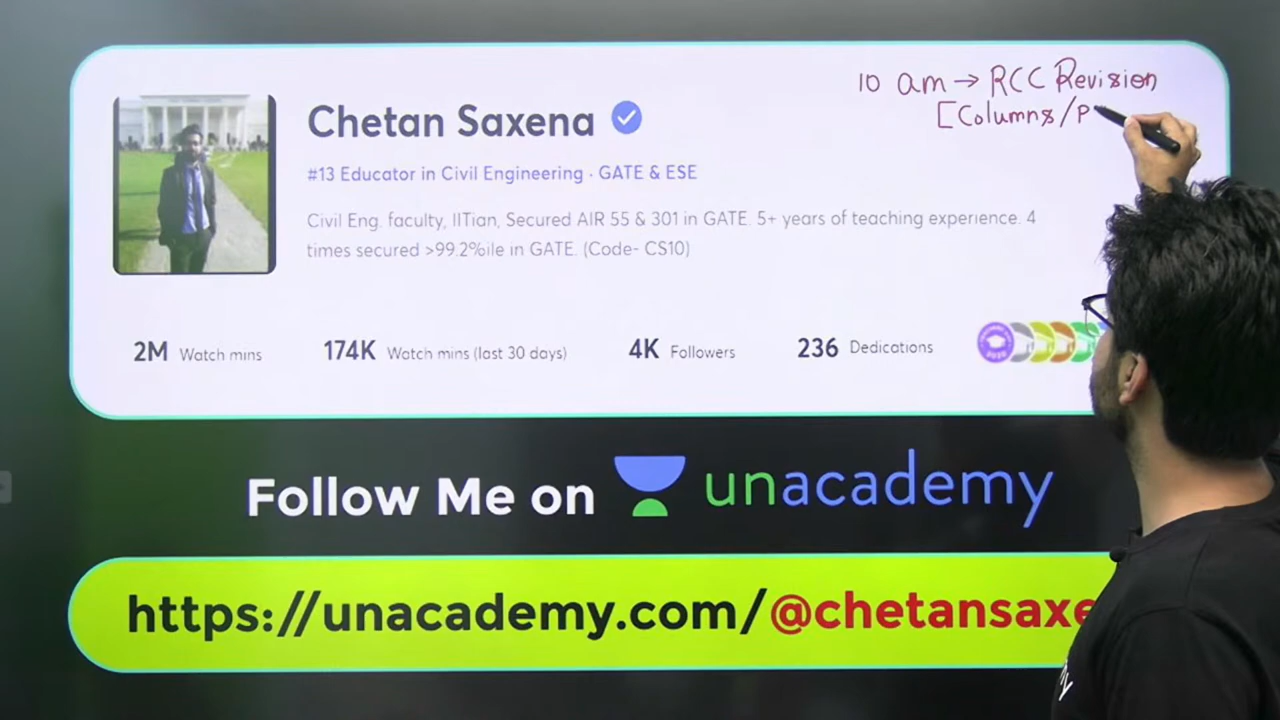 10 am → RCC Revision
[Columns/P
Chetan Saxena
#13 Educator in Civil Engineering · GATE & ESE
Civil Eng. faculty, IITian, Secured AIR 55 & 301 in GATE. 5+ years of teaching experience. 4
times secured >99.2%ile in GATE. (Code- CS10)
2M Watch mins 174K Watch mins (last 30 days) 4K Followers 236 Dedications
Follow Me on unacademy
https://unacademy.com/@chetansaxe